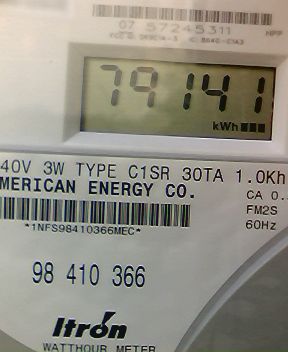 07 57245311
79141
kWh
40V 3W TYPE C1SR 30TA 1.0Kh
MERICAN ENERGY CO.
CA 0.
FM2S
60Hz
*1NFS98410366MEC*
98 410 366
Itrón
WATTHOUR METER